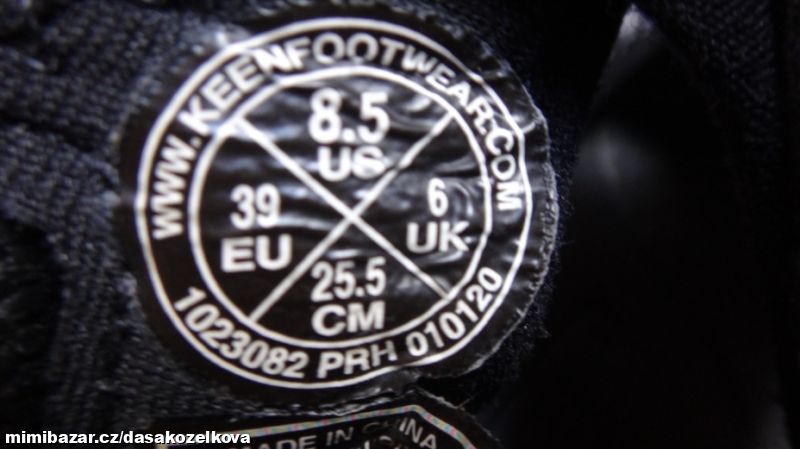 WWW.KEENFOOTWEAR.COM
8.5
US
39
EU
6
UK
25.5
CM
1023082 PRH 010120
MADE IN CHINA
mimibazar.cz/dasakozelkova